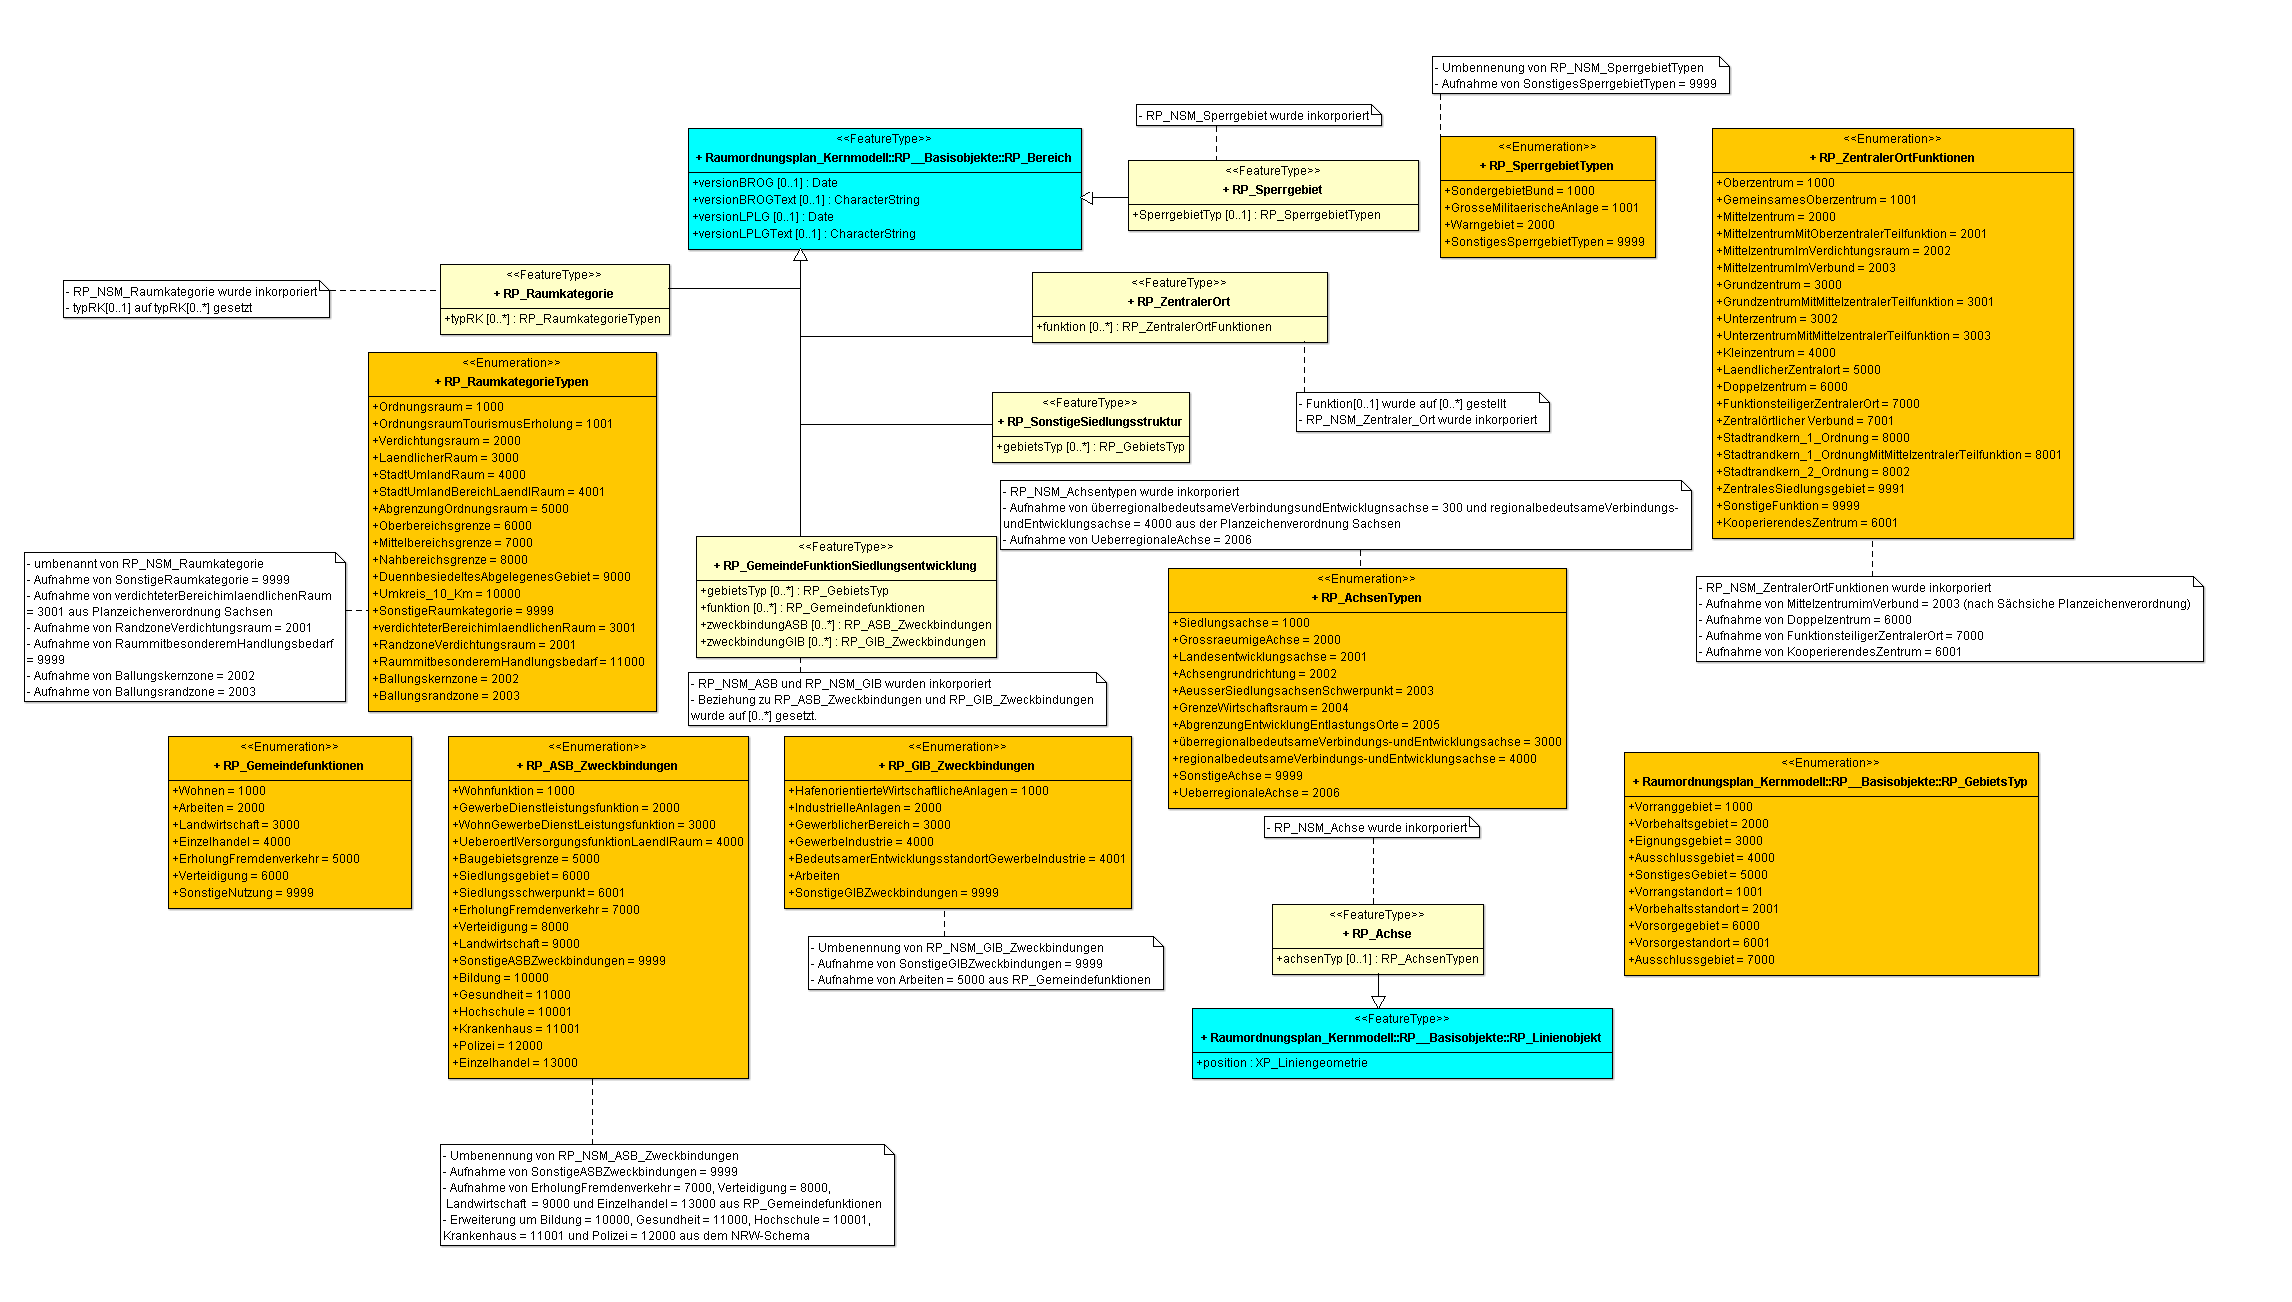 - Umbennenung von RP_NSM_SperrgebietTypen
- Aufnahme von SonstigesSperrgebietTypen = 9999
- RP_NSM_Sperrgebiet wurde inkorporiert
<<FeatureType>>
+ Raumordnungsplan_Kernmodell::RP__Basisobjekte::RP_Bereich
+versionBROG [0..1] : Date
+versionBROGText [0..1] : CharacterString
+versionLPLG [0..1] : Date
+versionLPLGText [0..1] : CharacterString
<<FeatureType>>
+ RP_Sperrgebiet
+SperrgebietTyp [0..1] : RP_SperrgebietTypen
<<Enumeration>>
+ RP_SperrgebietTypen
+SondergebietBund = 1000
+GrosseMilitaerischeAnlage = 1001
+Warngebiet = 2000
+SonstigesSperrgebietTypen = 9999
<<Enumeration>>
+ RP_ZentralerOrtFunktionen
+Oberzentrum = 1000
+GemeinsamesOberzentrum = 1001
+Mittelzentrum = 2000
+MittelzentrumMitOberzentralerTeilfunktion = 2001
+MittelzentrumImVerdichtungsraum = 2002
+MittelzentrumImVerbund = 2003
+Grundzentrum = 3000
+GrundzentrumMitMittelzentralerTeilfunktion = 3001
+Unterzentrum = 3002
+UnterzentrumMitMittelzentralerTeilfunktion = 3003
+Kleinzentrum = 4000
+LaendlicherZentralort = 5000
+Doppelzentrum = 6000
+FunktionsteiligerZentralerOrt = 7000
+Zentralörtlicher Verbund = 7001
+Stadtrandkern_1_Ordnung = 8000
+Stadtrandkern_1_OrdnungMitMittelzentralerTeilfunktion = 8001
+Stadtrandkern_2_Ordnung = 8002
+ZentralesSiedlungsgebiet = 9991
+SonstigeFunktion = 9999
+KooperierendesZentrum = 6001
- RP_NSM_Raumkategorie wurde inkorporiert
- typRK[0..1] auf typRK[0..*] gesetzt
<<FeatureType>>
+ RP_Raumkategorie
+typRK [0..*] : RP_RaumkategorieTypen
<<FeatureType>>
+ RP_ZentralerOrt
+funktion [0..*] : RP_ZentralerOrtFunktionen
- Funktion[0..1] wurde auf [0..*] gestellt
- RP_NSM_Zentraler_Ort wurde inkorporiert
<<Enumeration>>
+ RP_RaumkategorieTypen
+Ordnungsraum = 1000
+OrdnungsraumTourismusErholung = 1001
+Verdichtungsraum = 2000
+LaendlicherRaum = 3000
+StadtUmlandRaum = 4000
+StadtUmlandBereichLaendlRaum = 4001
+AbgrenzungOrdnungsraum = 5000
+Oberbereichsgrenze = 6000
+Mittelbereichsgrenze = 7000
+Nahbereichsgrenze = 8000
+DuennbesiedeltesAbgelegenesGebiet = 9000
+Umkreis_10_Km = 10000
+SonstigeRaumkategorie = 9999
+verdichteterBereichimlaendlichenRaum = 3001
+RandzoneVerdichtungsraum = 2001
+RaummitbesonderemHandlungsbedarf = 11000
+Ballungskernzone = 2002
+Ballungsrandzone = 2003
<<FeatureType>>
+ RP_SonstigeSiedlungsstruktur
+gebietsTyp [0..*] : RP_GebietsTyp
- RP_NSM_Achsentypen wurde inkorporiert
- Aufnahme von überregionalbedeutsameVerbindungsundEntwicklugnsachse = 300 und regionalbedeutsameVerbindungs-
undEntwicklungsachse = 4000 aus der Planzeichenverordnung Sachsen
- Aufnahme von UeberregionaleAchse = 2006
- umbenannt von RP_NSM_Raumkategorie
- Aufnahme von SonstigeRaumkategorie = 9999
- Aufnahme von verdichteterBereichimlaendlichenRaum
= 3001 aus Planzeichenverordnung Sachsen
- Aufnahme von RandzoneVerdichtungsraum = 2001
- Aufnahme von RaummitbesonderemHandlungsbedarf
= 9999
- Aufnahme von Ballungskernzone = 2002
- Aufnahme von Ballungsrandzone = 2003
<<FeatureType>>
+ RP_GemeindeFunktionSiedlungsentwicklung
+gebietsTyp [0..*] : RP_GebietsTyp
+funktion [0..*] : RP_Gemeindefunktionen
+zweckbindungASB [0..*] : RP_ASB_Zweckbindungen
+zweckbindungGIB [0..*] : RP_GIB_Zweckbindungen
- RP_NSM_ASB und RP_NSM_GIB wurden inkorporiert
- Beziehung zu RP_ASB_Zweckbindungen und RP_GIB_Zweckbindungen
wurde auf [0..*] gesetzt.
<<Enumeration>>
+ RP_AchsenTypen
+Siedlungsachse = 1000
+GrossraeumigeAchse = 2000
+Landesentwicklungsachse = 2001
+Achsengrundrichtung = 2002
+AeusserSiedlungsachsenSchwerpunkt = 2003
+GrenzeWirtschaftsraum = 2004
+AbgrenzungEntwicklungEntlastungsOrte = 2005
+überregionalbedeutsameVerbindungs-undEntwicklungsachse = 3000
+regionalbedeutsameVerbindungs-undEntwicklungsachse = 4000
+SonstigeAchse = 9999
+UeberregionaleAchse = 2006
- RP_NSM_ZentralerOrtFunktionen wurde inkorporiert
- Aufnahme von MittelzentrumimVerbund = 2003 (nach Sächsiche Planzeichenverordnung)
- Aufnahme von Doppelzentrum = 6000
- Aufnahme von FunktionsteiligerZentralerOrt = 7000
- Aufnahme von KooperierendesZentrum = 6001
<<Enumeration>>
+ RP_Gemeindefunktionen
+Wohnen = 1000
+Arbeiten = 2000
+Landwirtschaft = 3000
+Einzelhandel = 4000
+ErholungFremdenverkehr = 5000
+Verteidigung = 6000
+SonstigeNutzung = 9999
<<Enumeration>>
+ RP_ASB_Zweckbindungen
+Wohnfunktion = 1000
+GewerbeDienstleistungsfunktion = 2000
+WohnGewerbeDienstLeistungsfunktion = 3000
+UeberoertlVersorgungsfunktionLaendlRaum = 4000
+Baugebietsgrenze = 5000
+Siedlungsgebiet = 6000
+Siedlungsschwerpunkt = 6001
+ErholungFremdenverkehr = 7000
+Verteidigung = 8000
+Landwirtschaft = 9000
+SonstigeASBZweckbindungen = 9999
+Bildung = 10000
+Gesundheit = 11000
+Hochschule = 10001
+Krankenhaus = 11001
+Polizei = 12000
+Einzelhandel = 13000
<<Enumeration>>
+ RP_GIB_Zweckbindungen
+HafenorientierteWirtschaftlicheAnlagen = 1000
+IndustrielleAnlagen = 2000
+GewerblicherBereich = 3000
+GewerbeIndustrie = 4000
+BedeutsamerEntwicklungsstandortGewerbeIndustrie = 4001
+Arbeiten
+SonstigeGIBZweckbindungen = 9999
- Umbenennung von RP_NSM_GIB_Zweckbindungen
- Aufnahme von SonstigeGIBZweckbindungen = 9999
- Aufnahme von Arbeiten = 5000 aus RP_Gemeindefunktionen
<<Enumeration>>
+ Raumordnungsplan_Kernmodell::RP__Basisobjekte::RP_GebietsTyp
+Vorranggebiet = 1000
+Vorbehaltsgebiet = 2000
+Eignungsgebiet = 3000
+Ausschlussgebiet = 4000
+SonstigesGebiet = 5000
+Vorrangstandort = 1001
+Vorbehaltsstandort = 2001
+Vorsorgegebiet = 6000
+Vorsorgestandort = 6001
+Ausschlussgebiet = 7000
- RP_NSM_Achse wurde inkorporiert
<<FeatureType>>
+ RP_Achse
+achsenTyp [0..1] : RP_AchsenTypen
<<FeatureType>>
+ Raumordnungsplan_Kernmodell::RP__Basisobjekte::RP_Linienobjekt
+position : XP_Liniengeometrie
- Umbenennung von RP_NSM_ASB_Zweckbindungen
- Aufnahme von SonstigeASBZweckbindungen = 9999
- Aufnahme von ErholungFremdenverkehr = 7000, Verteidigung = 8000,
Landwirtschaft = 9000 und Einzelhandel = 13000 aus RP_Gemeindefunktionen
- Erweiterung um Bildung = 10000, Gesundheit = 11000, Hochschule = 10001,
Krankenhaus = 11001 und Polizei = 12000 aus dem NRW-Schema